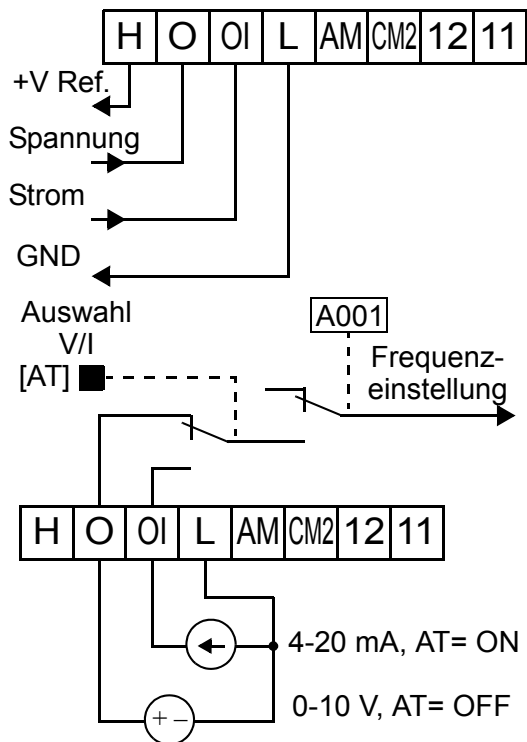 H O OI L AM CM2 12 11
+V Ref.
Spannung
Strom
GND
Auswahl
V/I
[AT]
A001
Frequenz-
einstellung
H O OI L AM CM2 12 11
4-20 mA, AT= ON
+ –
0-10 V, AT= OFF